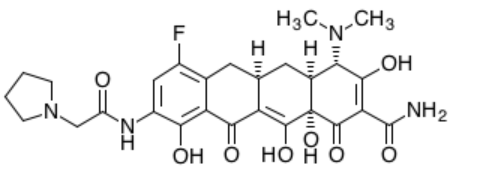 H₃C CH₃
F H H N
O OH
N NH₂
N
H
OH O HO O
H O O